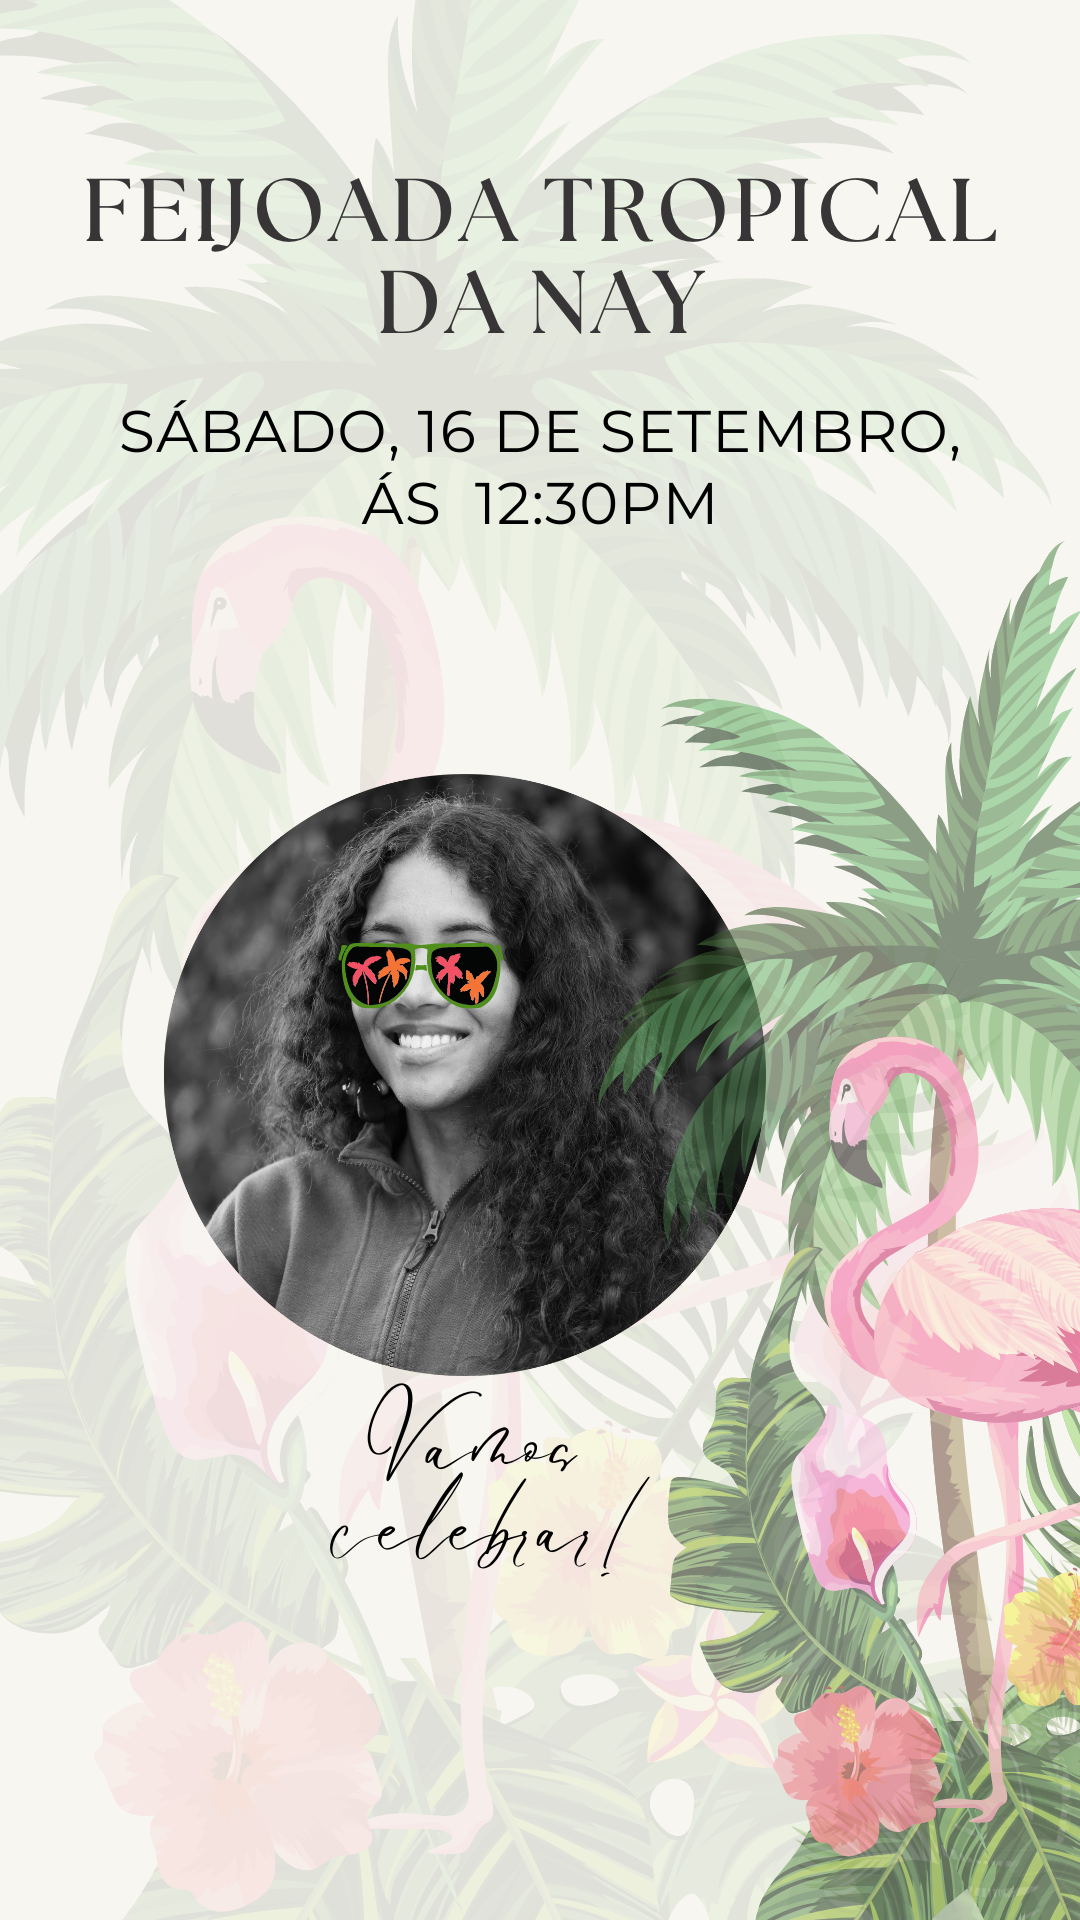 FEIJOADA TROPICAL
DA NAY
SÁBADO, 16 DE SETEMBRO,
ÁS 12:30PM
Vamos
celebrar!